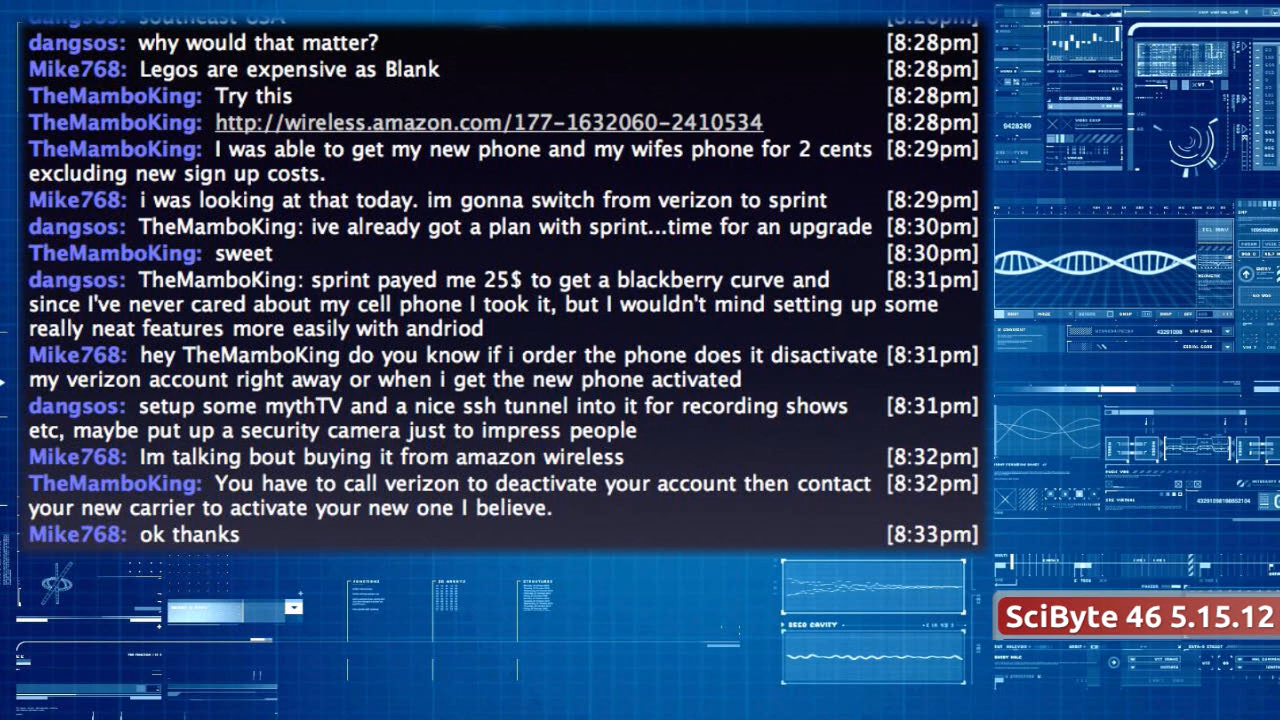 southeast USA [8:28pm]
dangsos: why would that matter? [8:28pm]
Mike768: Legos are expensive as Blank [8:28pm]
TheMamboKing: Try this [8:28pm]
TheMamboKing: http://wireless.amazon.com/177-1632060-2410534 [8:28pm]
TheMamboKing: I was able to get my new phone and my wifes phone for 2 cents [8:29pm]
excluding new sign up costs.
Mike768: i was looking at that today. im gonna switch from verizon to sprint [8:29pm]
dangsos: TheMamboKing: ive already got a plan with sprint...time for an upgrade [8:30pm]
TheMamboKing: sweet [8:30pm]
dangsos: TheMamboKing: sprint payed me 25$ to get a blackberry curve and [8:31pm]
since I've never cared about my cell phone I took it, but I wouldn't mind setting up some
really neat features more easily with andriod
Mike768: hey TheMamboKing do you know if i order the phone does it disactivate [8:31pm]
my verizon account right away or when i get the new phone activated
dangsos: setup some mythTV and a nice ssh tunnel into it for recording shows [8:31pm]
etc, maybe put up a security camera just to impress people
Mike768: Im talking bout buying it from amazon wireless [8:32pm]
TheMamboKing: You have to call verizon to deactivate your account then contact [8:32pm]
your new carrier to activate your new one I believe.
Mike768: ok thanks [8:33pm]
9428249
SciByte 46 5.15.12